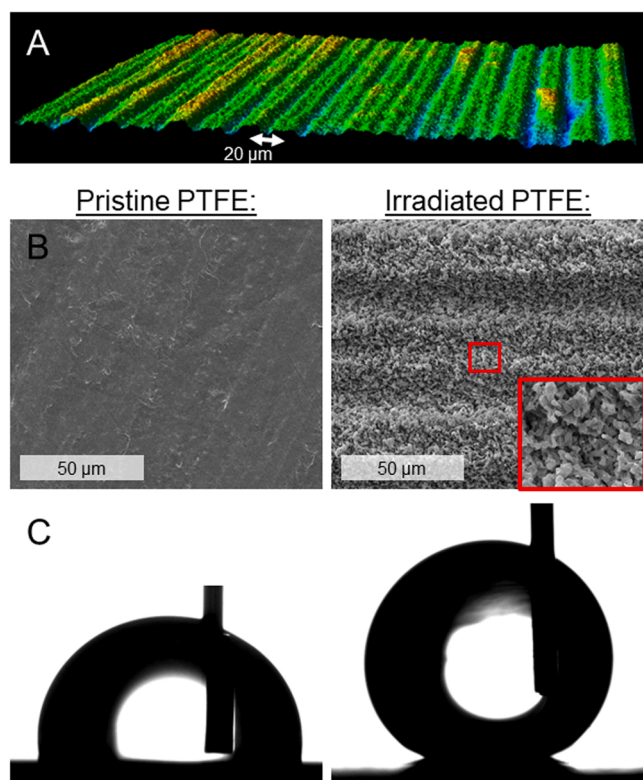 A
20 µm
Pristine PTFE:
Irradiated PTFE:
B
50 µm
50 µm
C